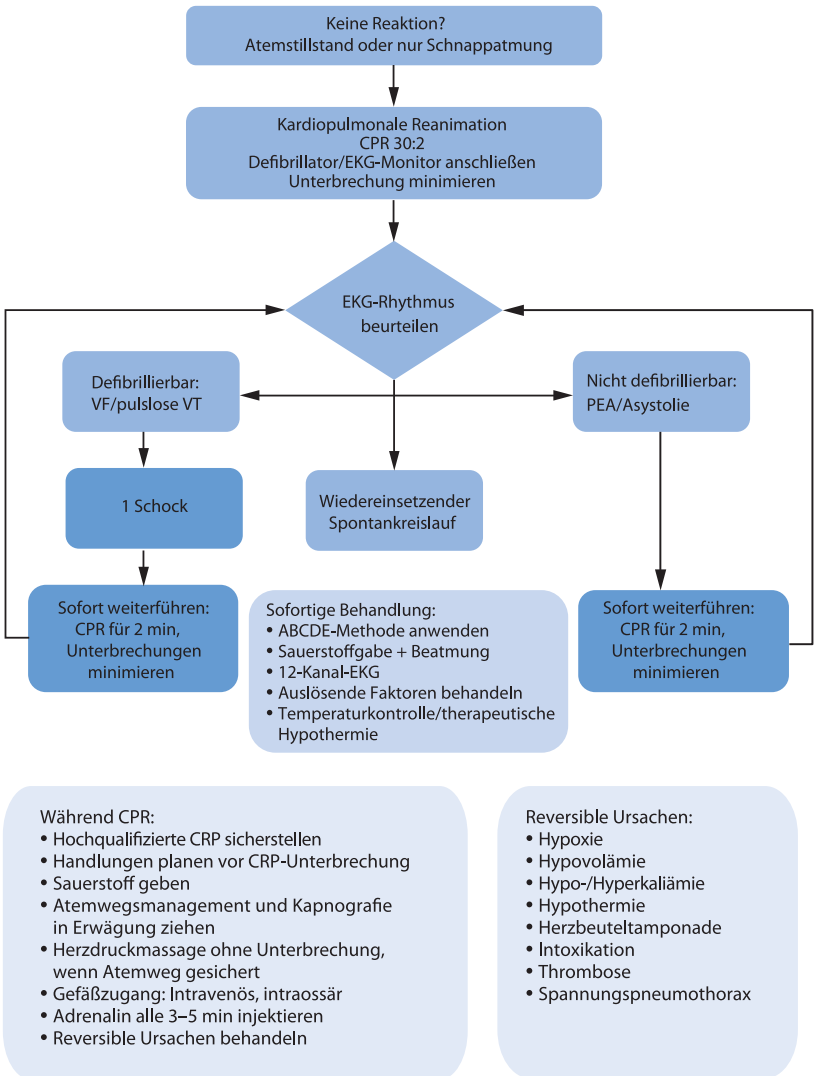 Keine Reaktion?
Atemstillstand oder nur Schnappatmung
Kardiopulmonale Reanimation
CPR 30:2
Defibrillator/EKG-Monitor anschließen
Unterbrechung minimieren
EKG-Rhythmus
beurteilen
Defibrillierbar:
VF/pulslose VT
Nicht defibrillierbar:
PEA/Asystolie
1 Schock
Wiedereinsetzender
Spontankreislauf
Sofort weiterführen:
CPR für 2 min,
Unterbrechungen
minimieren
Sofortige Behandlung:
• ABCDE-Methode anwenden
• Sauerstoffgabe + Beatmung
• 12-Kanal-EKG
• Auslösende Faktoren behandeln
• Temperaturkontrolle/therapeutische
Hypothermie
Sofort weiterführen:
CPR für 2 min,
Unterbrechungen
minimieren
Während CPR:
• Hochqualifizierte CRP sicherstellen
• Handlungen planen vor CRP-Unterbrechung
• Sauerstoff geben
• Atemwegsmanagement und Kapnografie
in Erwägung ziehen
• Herzdruckmassage ohne Unterbrechung,
wenn Atemweg gesichert
• Gefäßzugang: Intravenös, intraossär
• Adrenalin alle 3–5 min injektieren
• Reversible Ursachen behandeln
Reversible Ursachen:
• Hypoxie
• Hypovolämie
• Hypo-/Hyperkaliämie
• Hypothermie
• Herzbeuteltamponade
• Intoxikation
• Thrombose
• Spannungspneumothorax